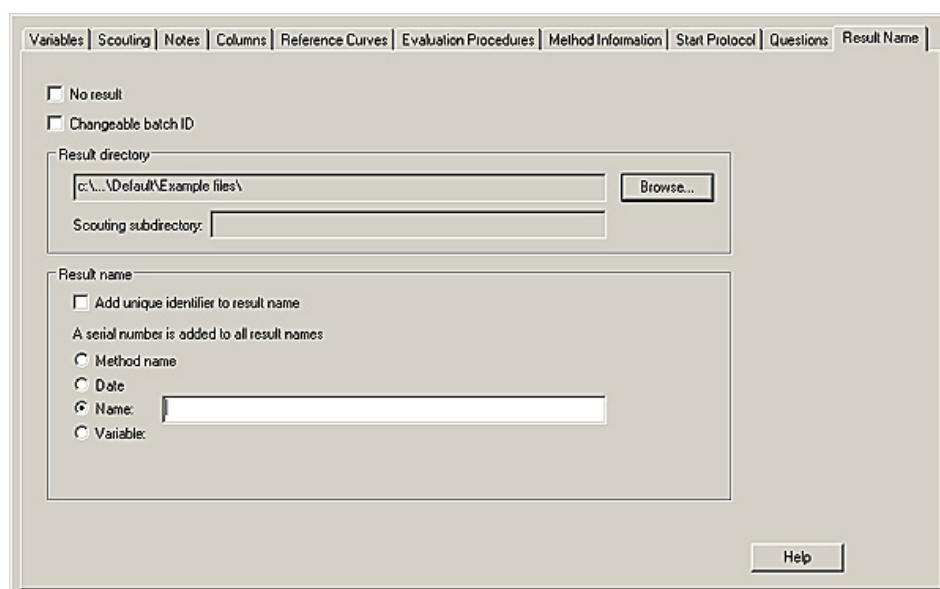 Variables Scouting Notes Columns Reference Curves Evaluation Procedures Method Information Start Protocol Questions Result Name
No result
Changeable batch ID
Result directory
c:\...\Default\Example files\ Browse...
Scouting subdirectory:
Result name
Add unique identifier to result name
A serial number is added to all result names
Method name
Date
Name:
Variable:
Help